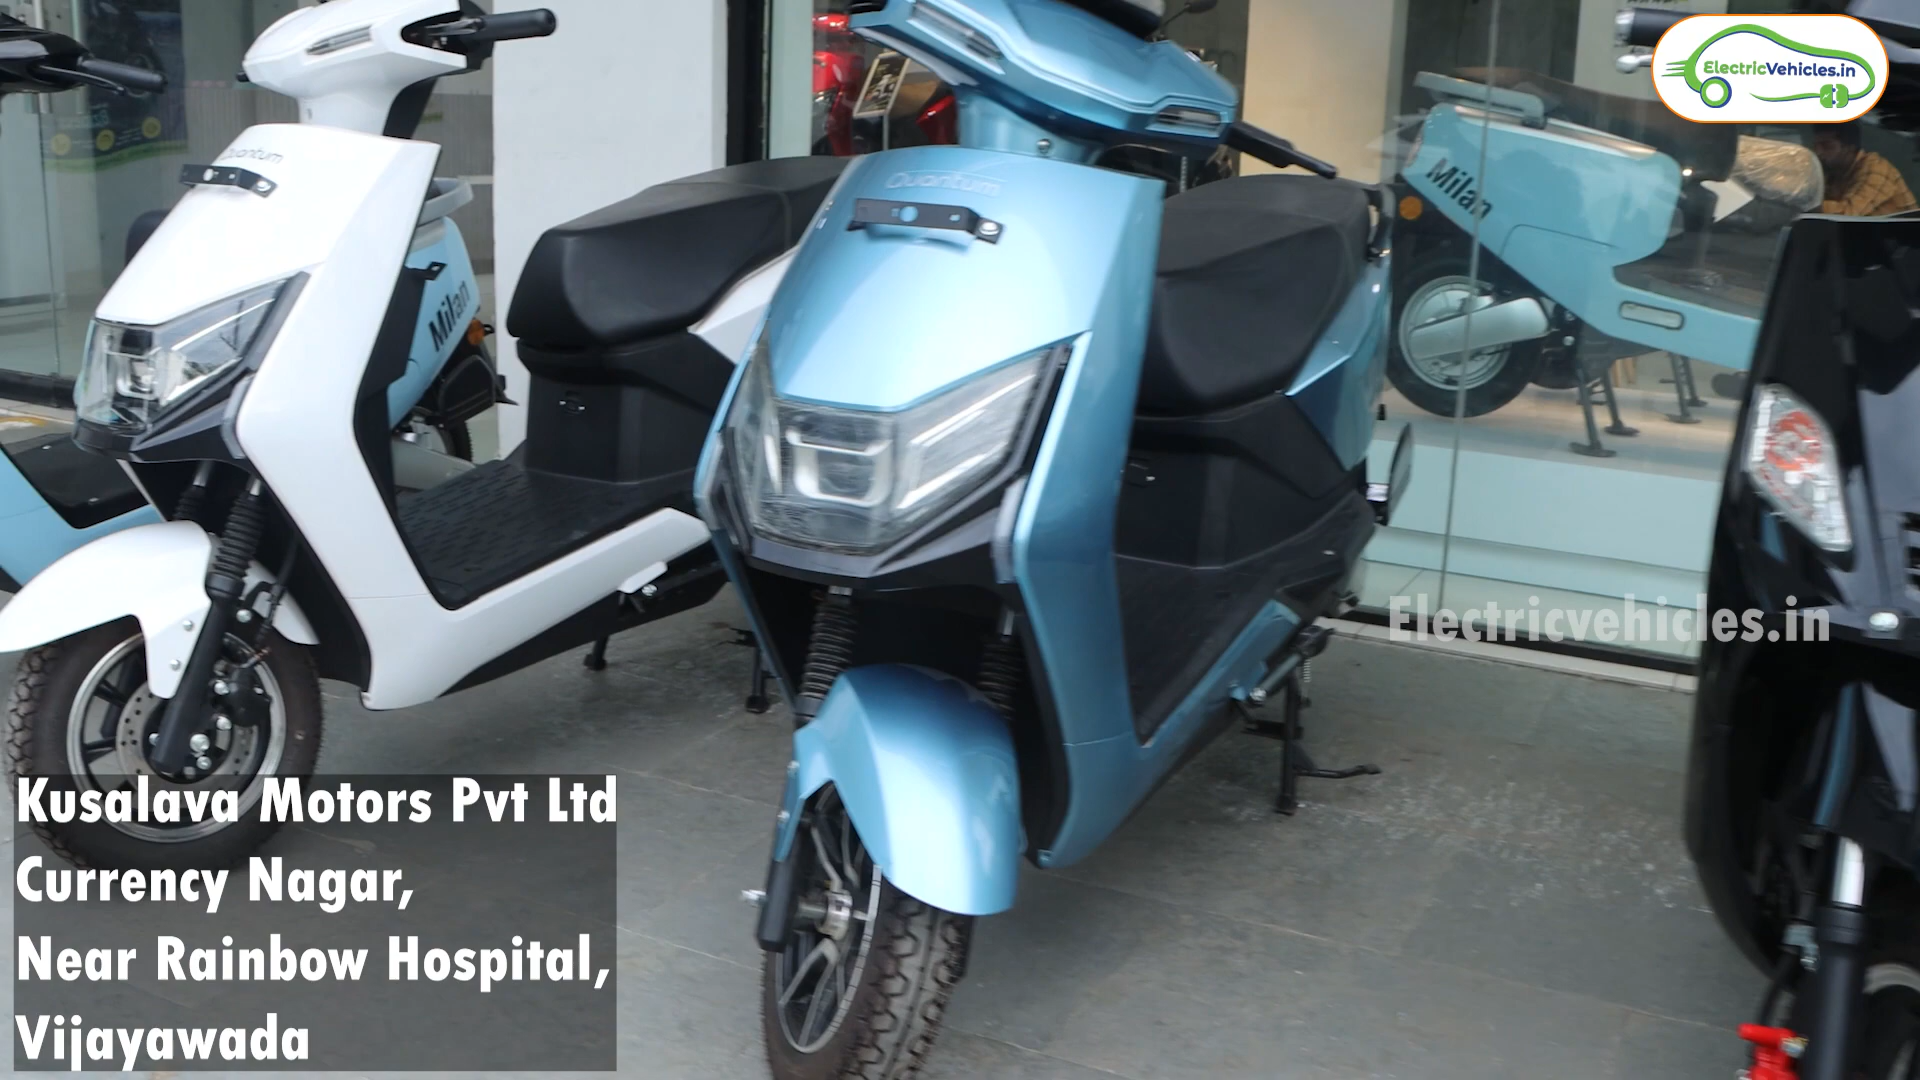 ElectricVehicles.in
Quantum
Quantum
Milan
Milan
Electricvehicles.in
Kusalava Motors Pvt Ltd
Currency Nagar,
Near Rainbow Hospital,
Vijayawada